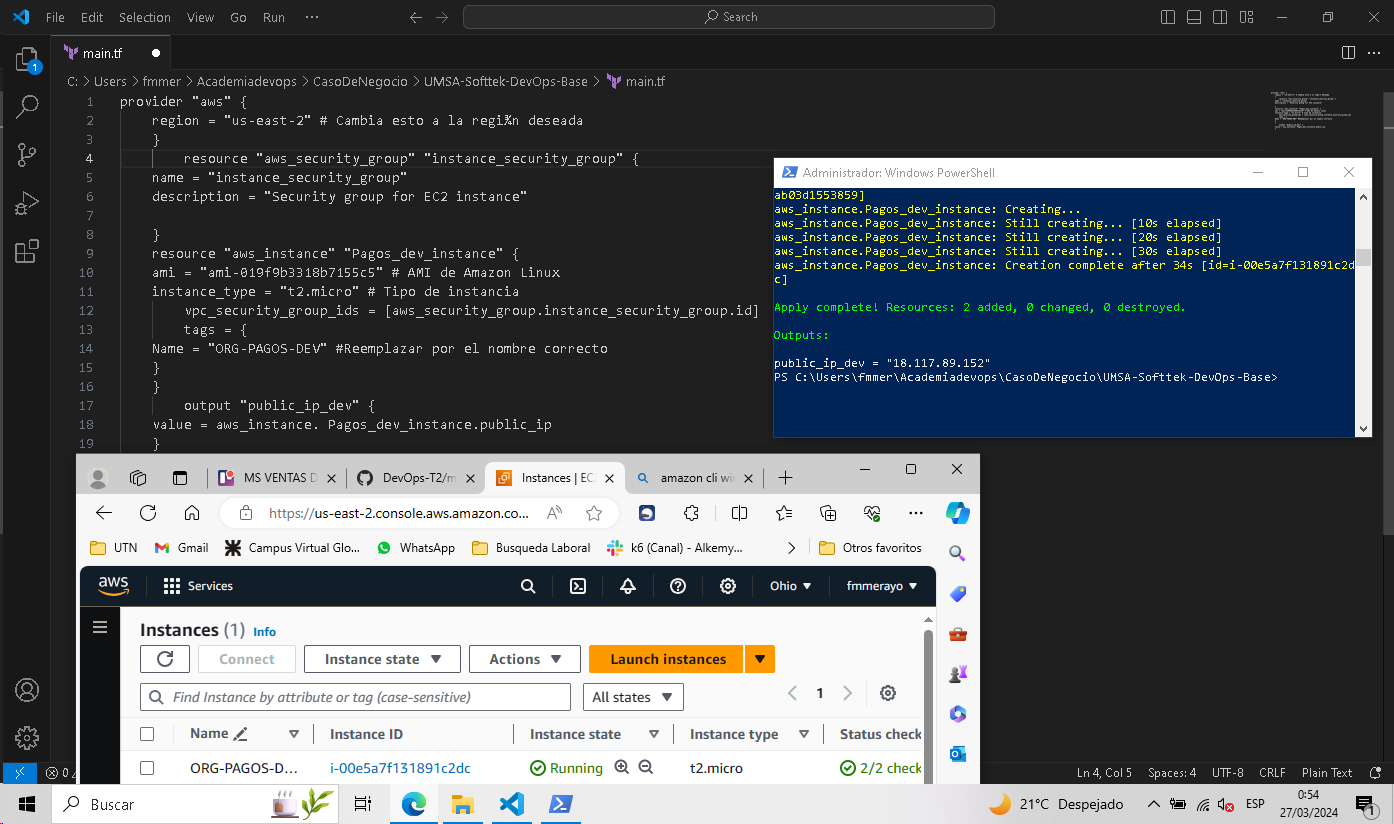 File Edit Selection View Go Run ··· Search
main.tf
C: > Users > fmmer > Academiadevops > CasoDeNegocio > UMSA-Softtek-DevOps-Base > main.tf
1 provider "aws" {
2 region = "us-east-2" # Cambia esto a la regi¾n deseada
3 }
4 resource "aws_security_group" "instance_security_group" {
5 name = "instance_security_group"
6 description = "Security group for EC2 instance"
7
8 }
9 resource "aws_instance" "Pagos_dev_instance" {
10 ami = "ami-019f9b3318b7155c5" # AMI de Amazon Linux
11 instance_type = "t2.micro" # Tipo de instancia
12 vpc_security_group_ids = [aws_security_group.instance_security_group.id]
13 tags = {
14 Name = "ORG-PAGOS-DEV" #Reemplazar por el nombre correcto
15 }
16 }
17 output "public_ip_dev" {
18 value = aws_instance. Pagos_dev_instance.public_ip
19 }
Administrador: Windows PowerShell
ab03d1553859]
aws_instance.Pagos_dev_instance: Creating...
aws_instance.Pagos_dev_instance: Still creating... [10s elapsed]
aws_instance.Pagos_dev_instance: Still creating... [20s elapsed]
aws_instance.Pagos_dev_instance: Still creating... [30s elapsed]
aws_instance.Pagos_dev_instance: Creation complete after 34s [id=i-00e5a7f131891c2d
c]
Apply complete! Resources: 2 added, 0 changed, 0 destroyed.
Outputs:
public_ip_dev = "18.117.89.152"
PS C:\Users\fmmer\Academiadevops\CasoDeNegocio\UMSA-Softtek-DevOps-Base>
MS VENTAS D DevOps-T2/m Instances | EC amazon cli wi
https://us-east-2.console.aws.amazon.co...
UTN Gmail Campus Virtual Glo... WhatsApp Busqueda Laboral k6 (Canal) - Alkemy... Otros favoritos
aws Services Ohio fmmerayo
Instances (1) Info
Connect Instance state Actions Launch instances
Find Instance by attribute or tag (case-sensitive) All states 1
Name Instance ID Instance state Instance type Status check
ORG-PAGOS-D... i-00e5a7f131891c2dc Running t2.micro 2/2 check
1
0
Ln 4, Col 5 Spaces: 4 UTF-8 CRLF Plain Text
Buscar 21°C Despejado ESP 0:54
27/03/2024
1